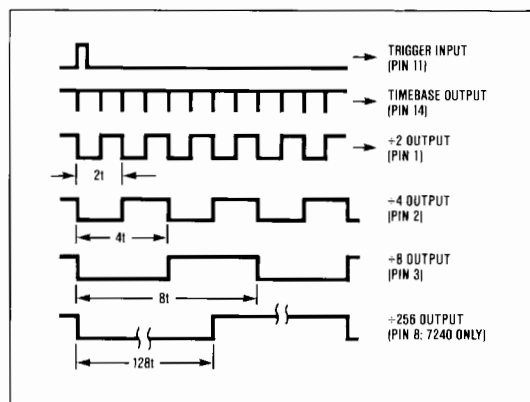 TRIGGER INPUT
(PIN 11)
TIMEBASE OUTPUT
(PIN 14)
÷2 OUTPUT
(PIN 1)
2t
÷4 OUTPUT
(PIN 2)
4t
÷8 OUTPUT
(PIN 3)
8t
÷256 OUTPUT
(PIN 8: 7240 ONLY)
128t